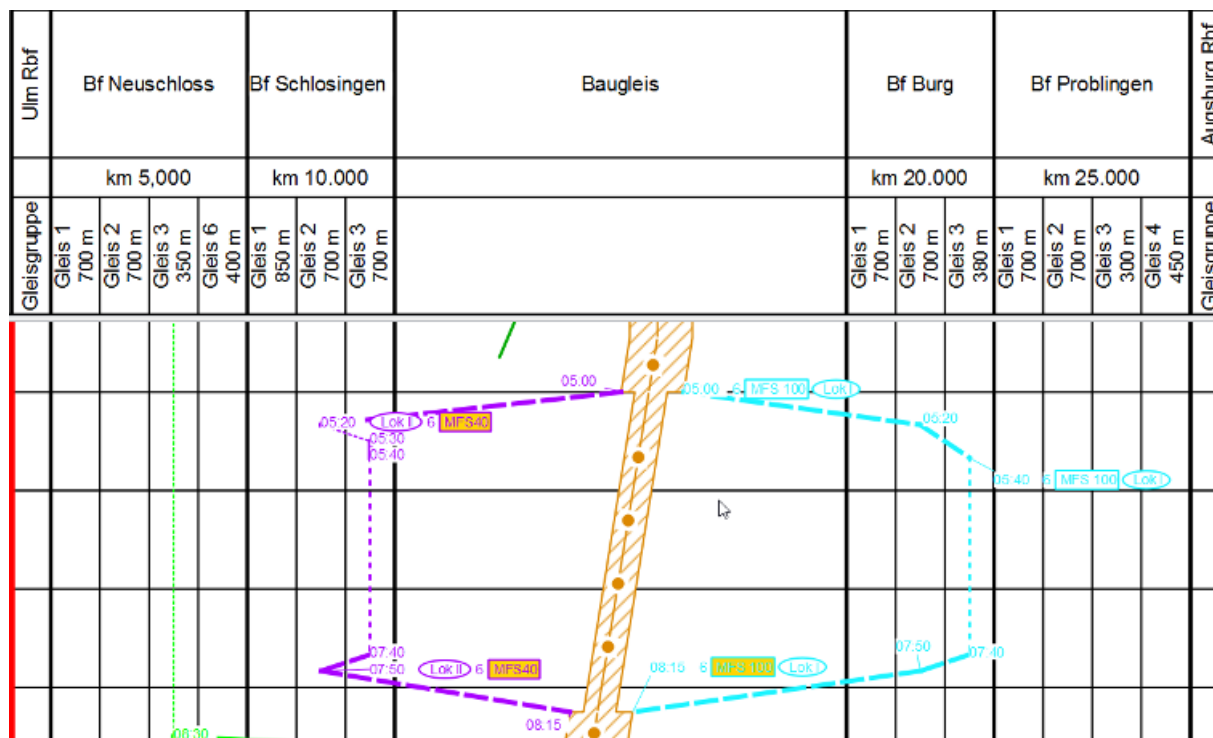 Ulm Rbf
Bf Neuschloss
Bf Schlosingen
Baugleis
Bf Burg
Bf Problingen
Augsburg Rbf
km 5,000
km 10.000
km 20.000
km 25.000
Gleisgruppe
Gleis 1
700 m
Gleis 2
700 m
Gleis 3
350 m
Gleis 6
400 m
Gleis 1
850 m
Gleis 2
700 m
Gleis 3
700 m
Gleis 1
700 m
Gleis 2
700 m
Gleis 3
380 m
Gleis 1
700 m
Gleis 2
700 m
Gleis 3
300 m
Gleis 4
450 m
Gleisgruppe
05.00
05.00 6 MFS 100 Lok I
05:20 Lok I 6 MFS40
05:20
05:30
05:40
05:40 6 MFS 100 Lok I
07:40
07:50 Lok II 6 MFS40
07:50
07:40
08:15 6 MFS 100 Lok I
08.15
08:30